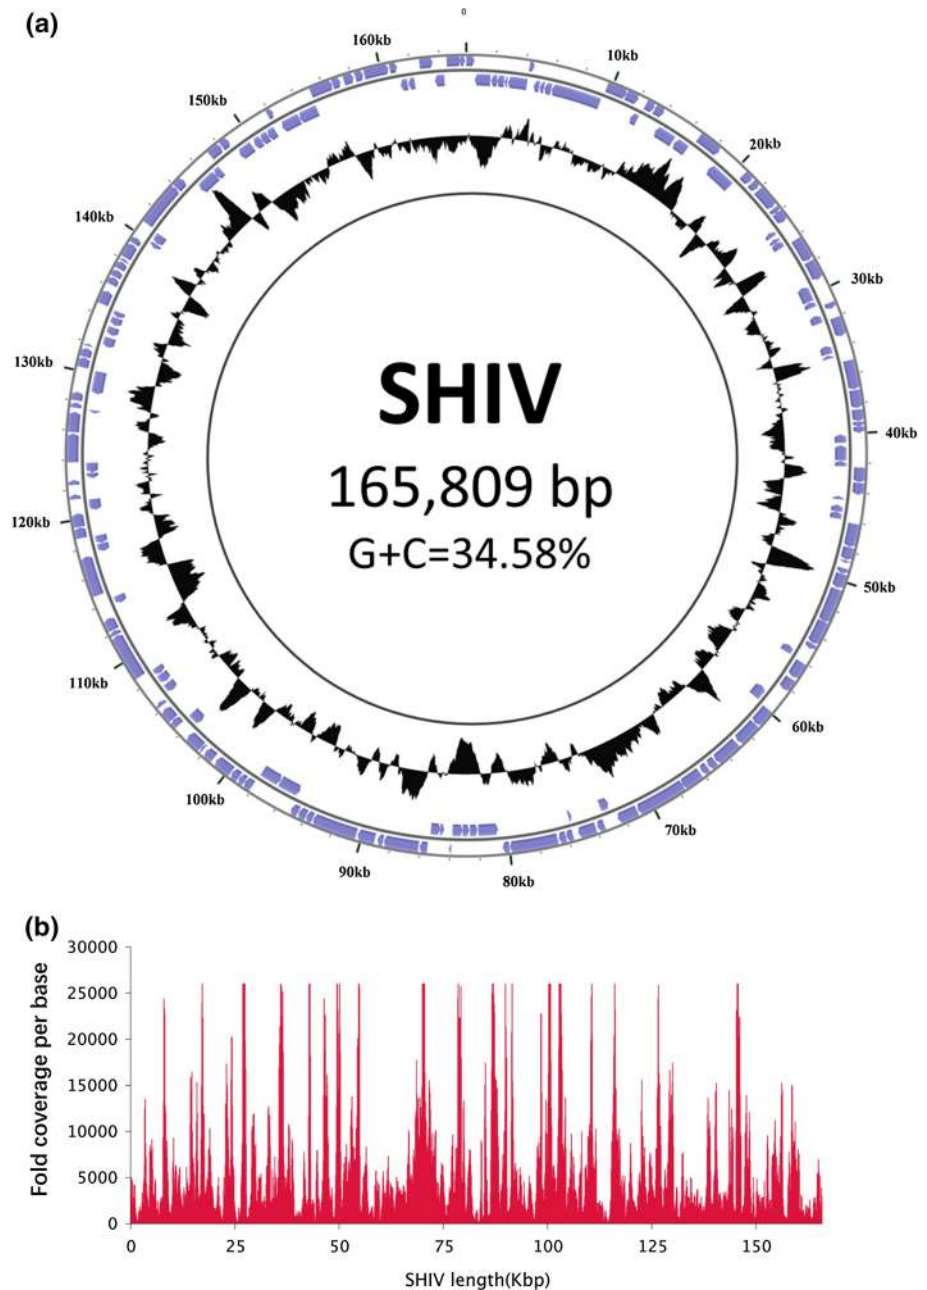 (a)
0
160kb
10kb
150kb
20kb
140kb
30kb
SHIV
130kb
40kb
165,809 bp
G+C=34.58%
120kb
50kb
110kb
60kb
100kb
70kb
90kb
80kb
(b)
30000
25000
20000
15000
10000
5000
0
Fold coverage per base
0 25 50 75 100 125 150
SHIV length(Kbp)